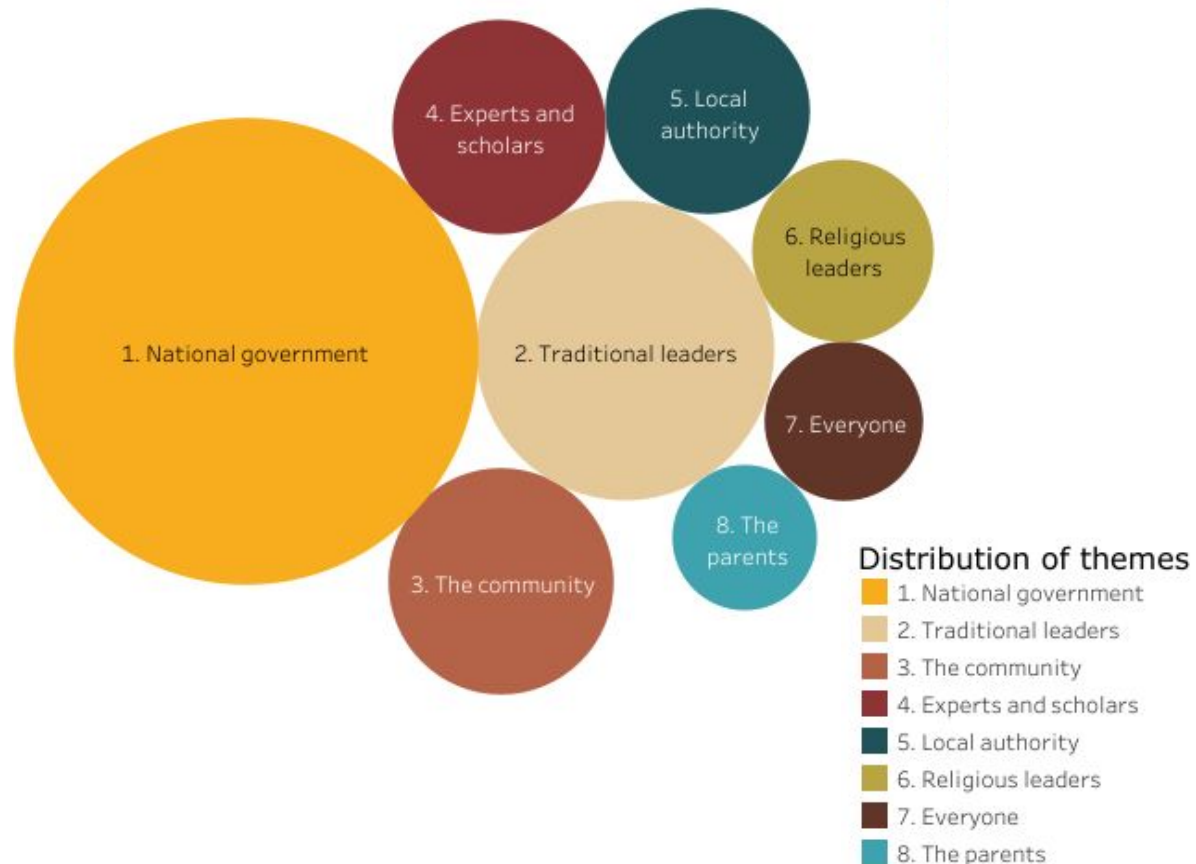 4. Experts and
scholars
5. Local
authority
6. Religious
leaders
1. National government
2. Traditional leaders
7. Everyone
3. The community
8. The
parents
Distribution of themes
1. National government
2. Traditional leaders
3. The community
4. Experts and scholars
5. Local authority
6. Religious leaders
7. Everyone
8. The parents